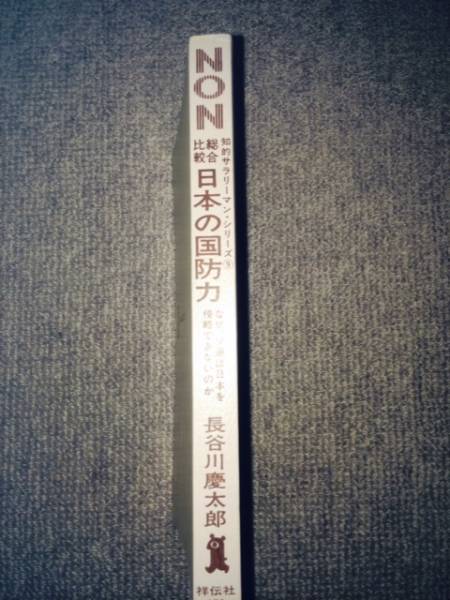 NON
知的サラリーマン・シリーズ
総合
比較
日本の国防力
なぜソ連は日本を
侵略できないのか
長谷川慶太郎
祥伝社